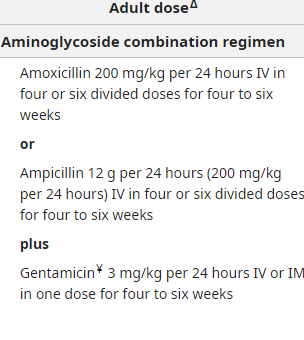 Adult dose Δ
Aminoglycoside combination regimen
Amoxicillin 200 mg/kg per 24 hours IV in
four or six divided doses for four to six
weeks
or
Ampicillin 12 g per 24 hours (200 mg/kg
per 24 hours) IV in four or six divided doses
for four to six weeks
plus
Gentamicin ¥ 3 mg/kg per 24 hours IV or IM
in one dose for four to six weeks